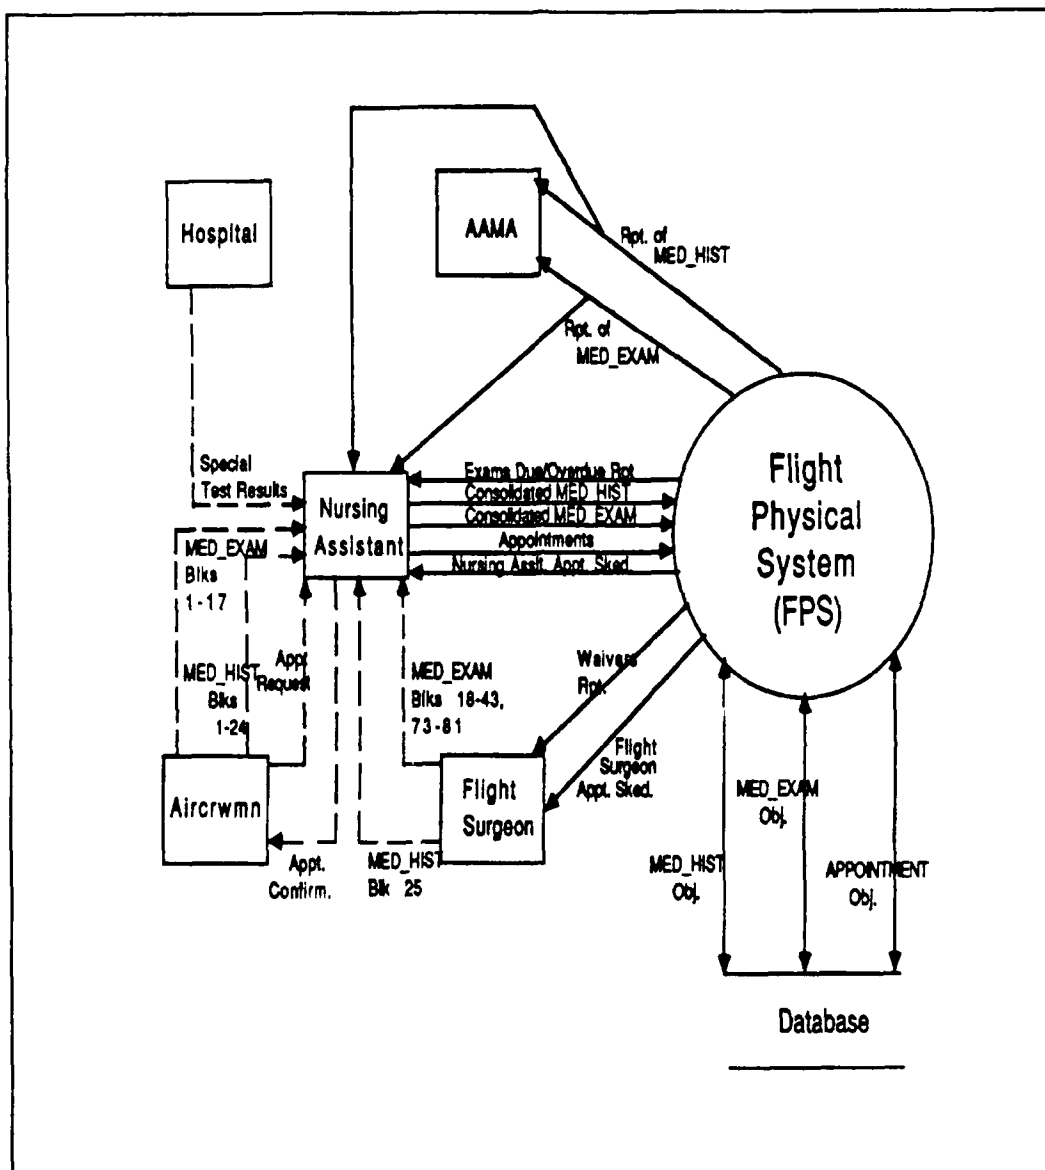 Hospital
AAMA
Rpt. of
MED_HIST
Rpt. of
MED_EXAM
Special
Test Results
Nursing
Assistant
Exams Due/Overdue Rpt
Consolidated MED_HIST
Consolidated MED_EXAM
Appointments
Nursing Assit. Appt. Sked.
Flight
Physical
System
(FPS)
MED_EXAM
Blks
1-17
MED_HIST
Blks
1-24
Appt
Request
MED_EXAM
Blks 18-43,
73-81
Waivers
Rpt.
Flight
Surgeon
Appt. Sked.
Aircrwmn
Flight
Surgeon
Appt.
Confirm.
MED_HIST
Blk 25
MED_HIST
Obj.
MED_EXAM
Obj.
APPOINTMENT
Obj.
Database